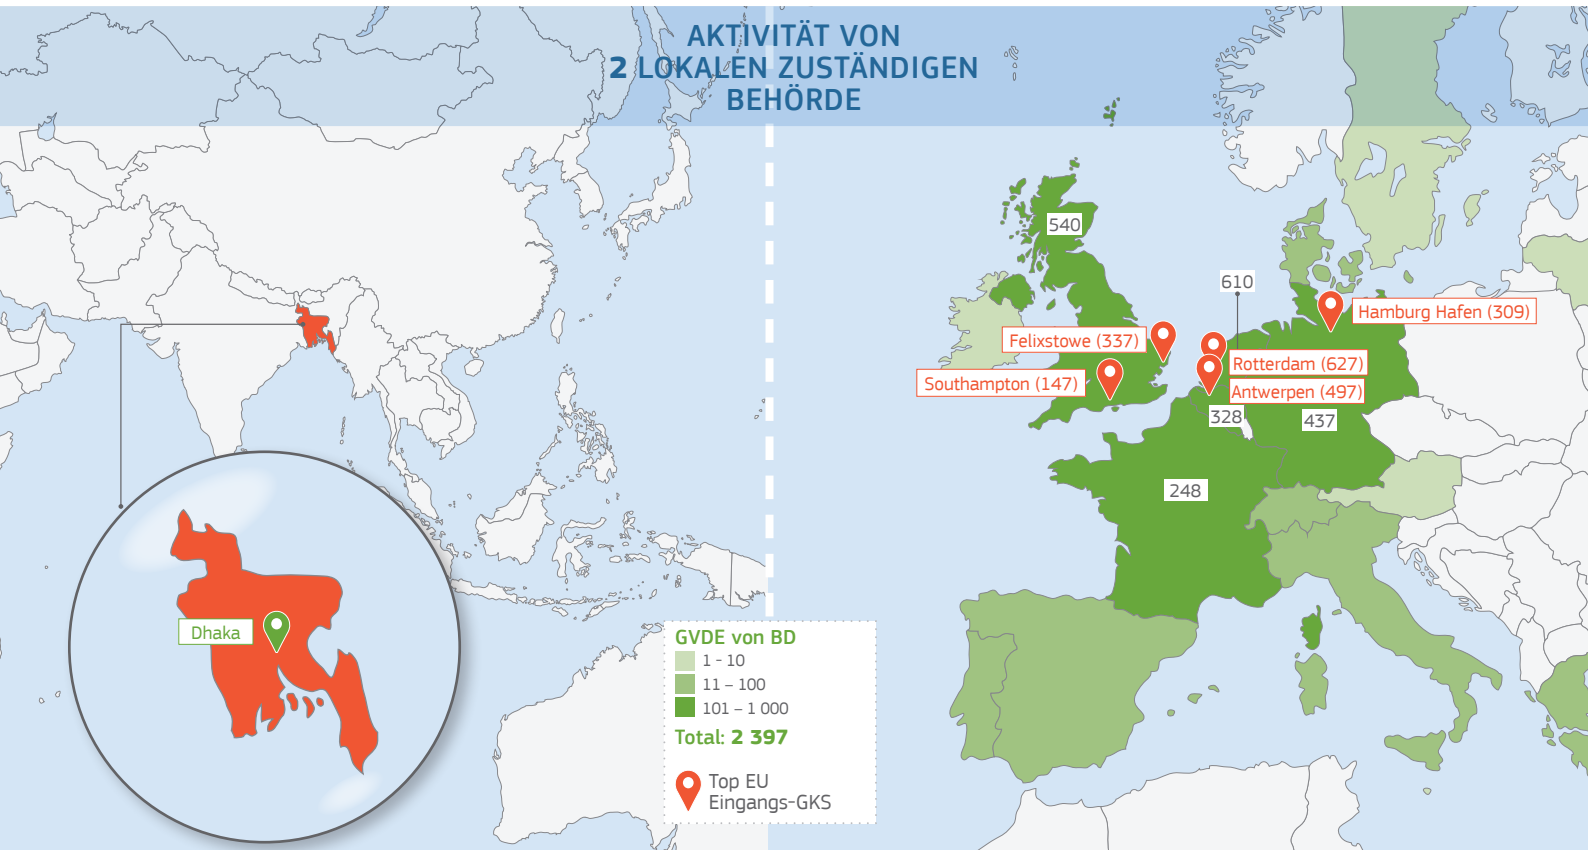 AKTIVITÄT VON
2 LOKALEN ZUSTÄNDIGEN
BEHÖRDE
540
610
Hamburg Hafen (309)
Felixstowe (337)
Rotterdam (627)
Southampton (147)
Antwerpen (497)
328
437
248
Dhaka
GVDE von BD
1 - 10
11 – 100
101 – 1 000
Total: 2 397
Top EU
Eingangs-GKS